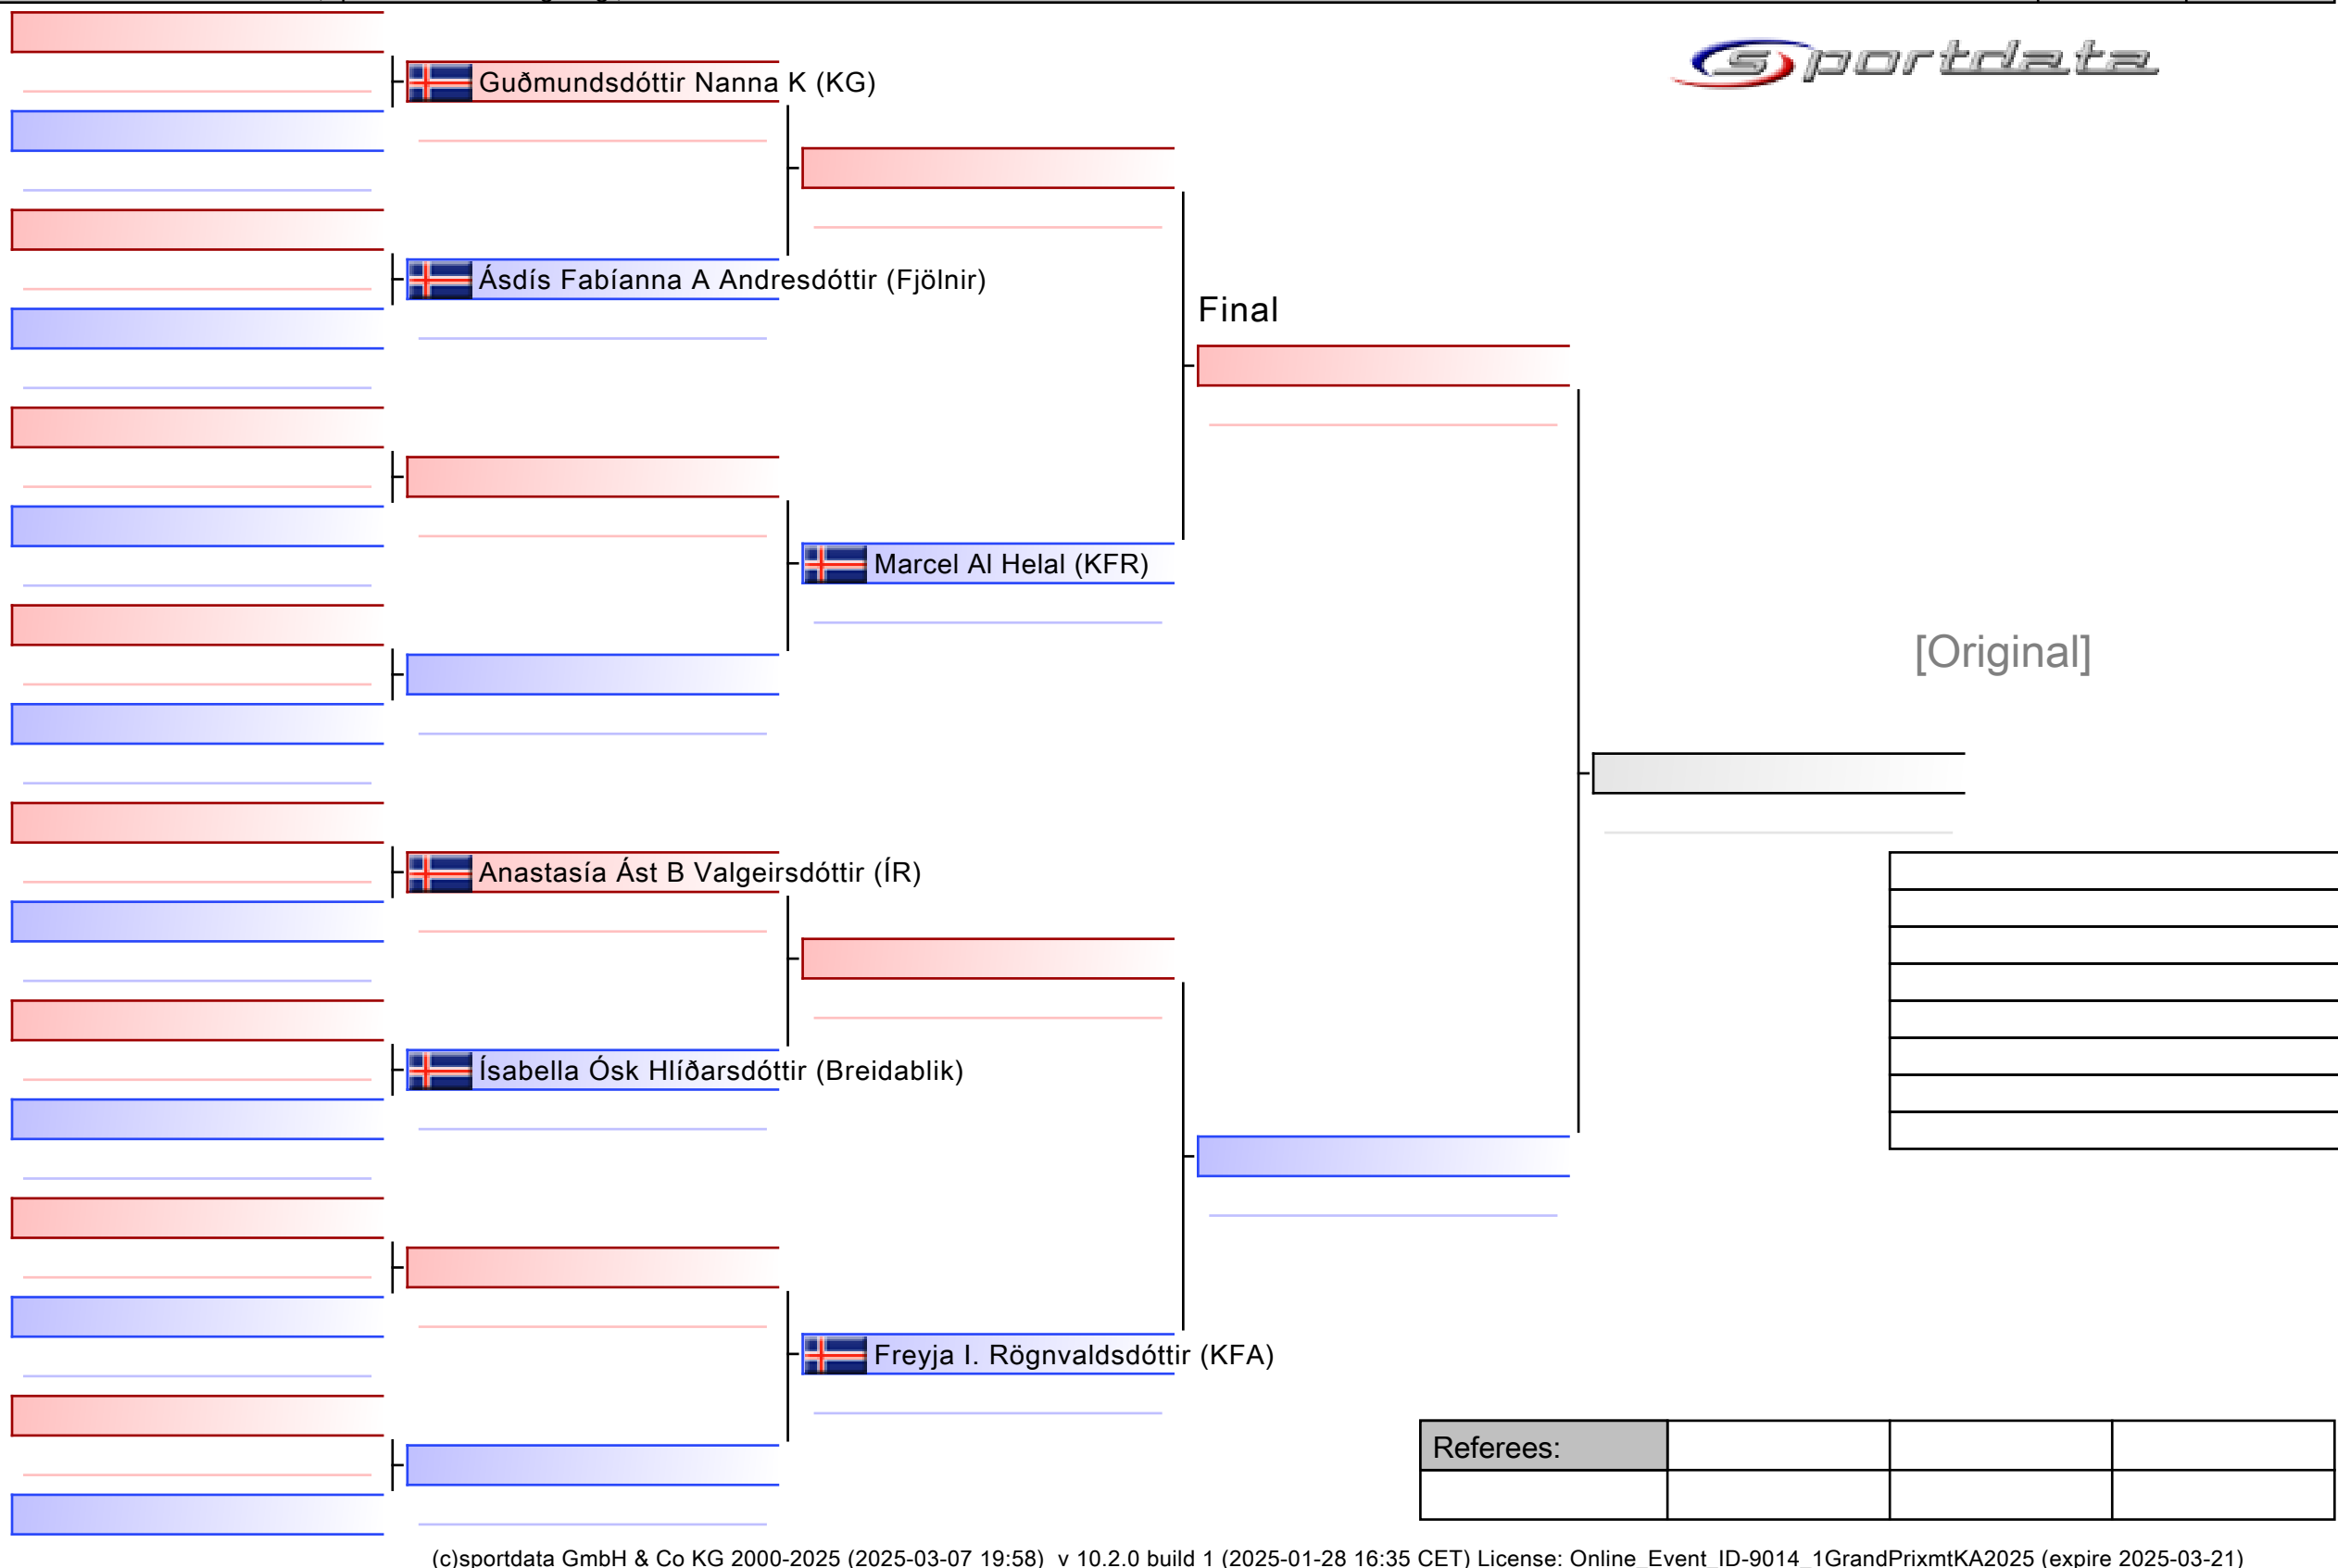 sportdata
Guðmundsdóttir Nanna K (KG)
Ásdís Fabíanna A Andresdóttir (Fjölnir)
Final
Marcel Al Helal (KFR)
[Original]
Anastasía Ást B Valgeirsdóttir (ÍR)
Ísabella Ósk Hlíðarsdóttir (Breidablik)
Freyja I. Rögnvaldsdóttir (KFA)
Referees:
(c)sportdata GmbH & Co KG 2000-2025 (2025-03-07 19:58) v 10.2.0 build 1 (2025-01-28 16:35 CET) License: Online_Event_ID-9014_1GrandPrixmtKA2025 (expire 2025-03-21)